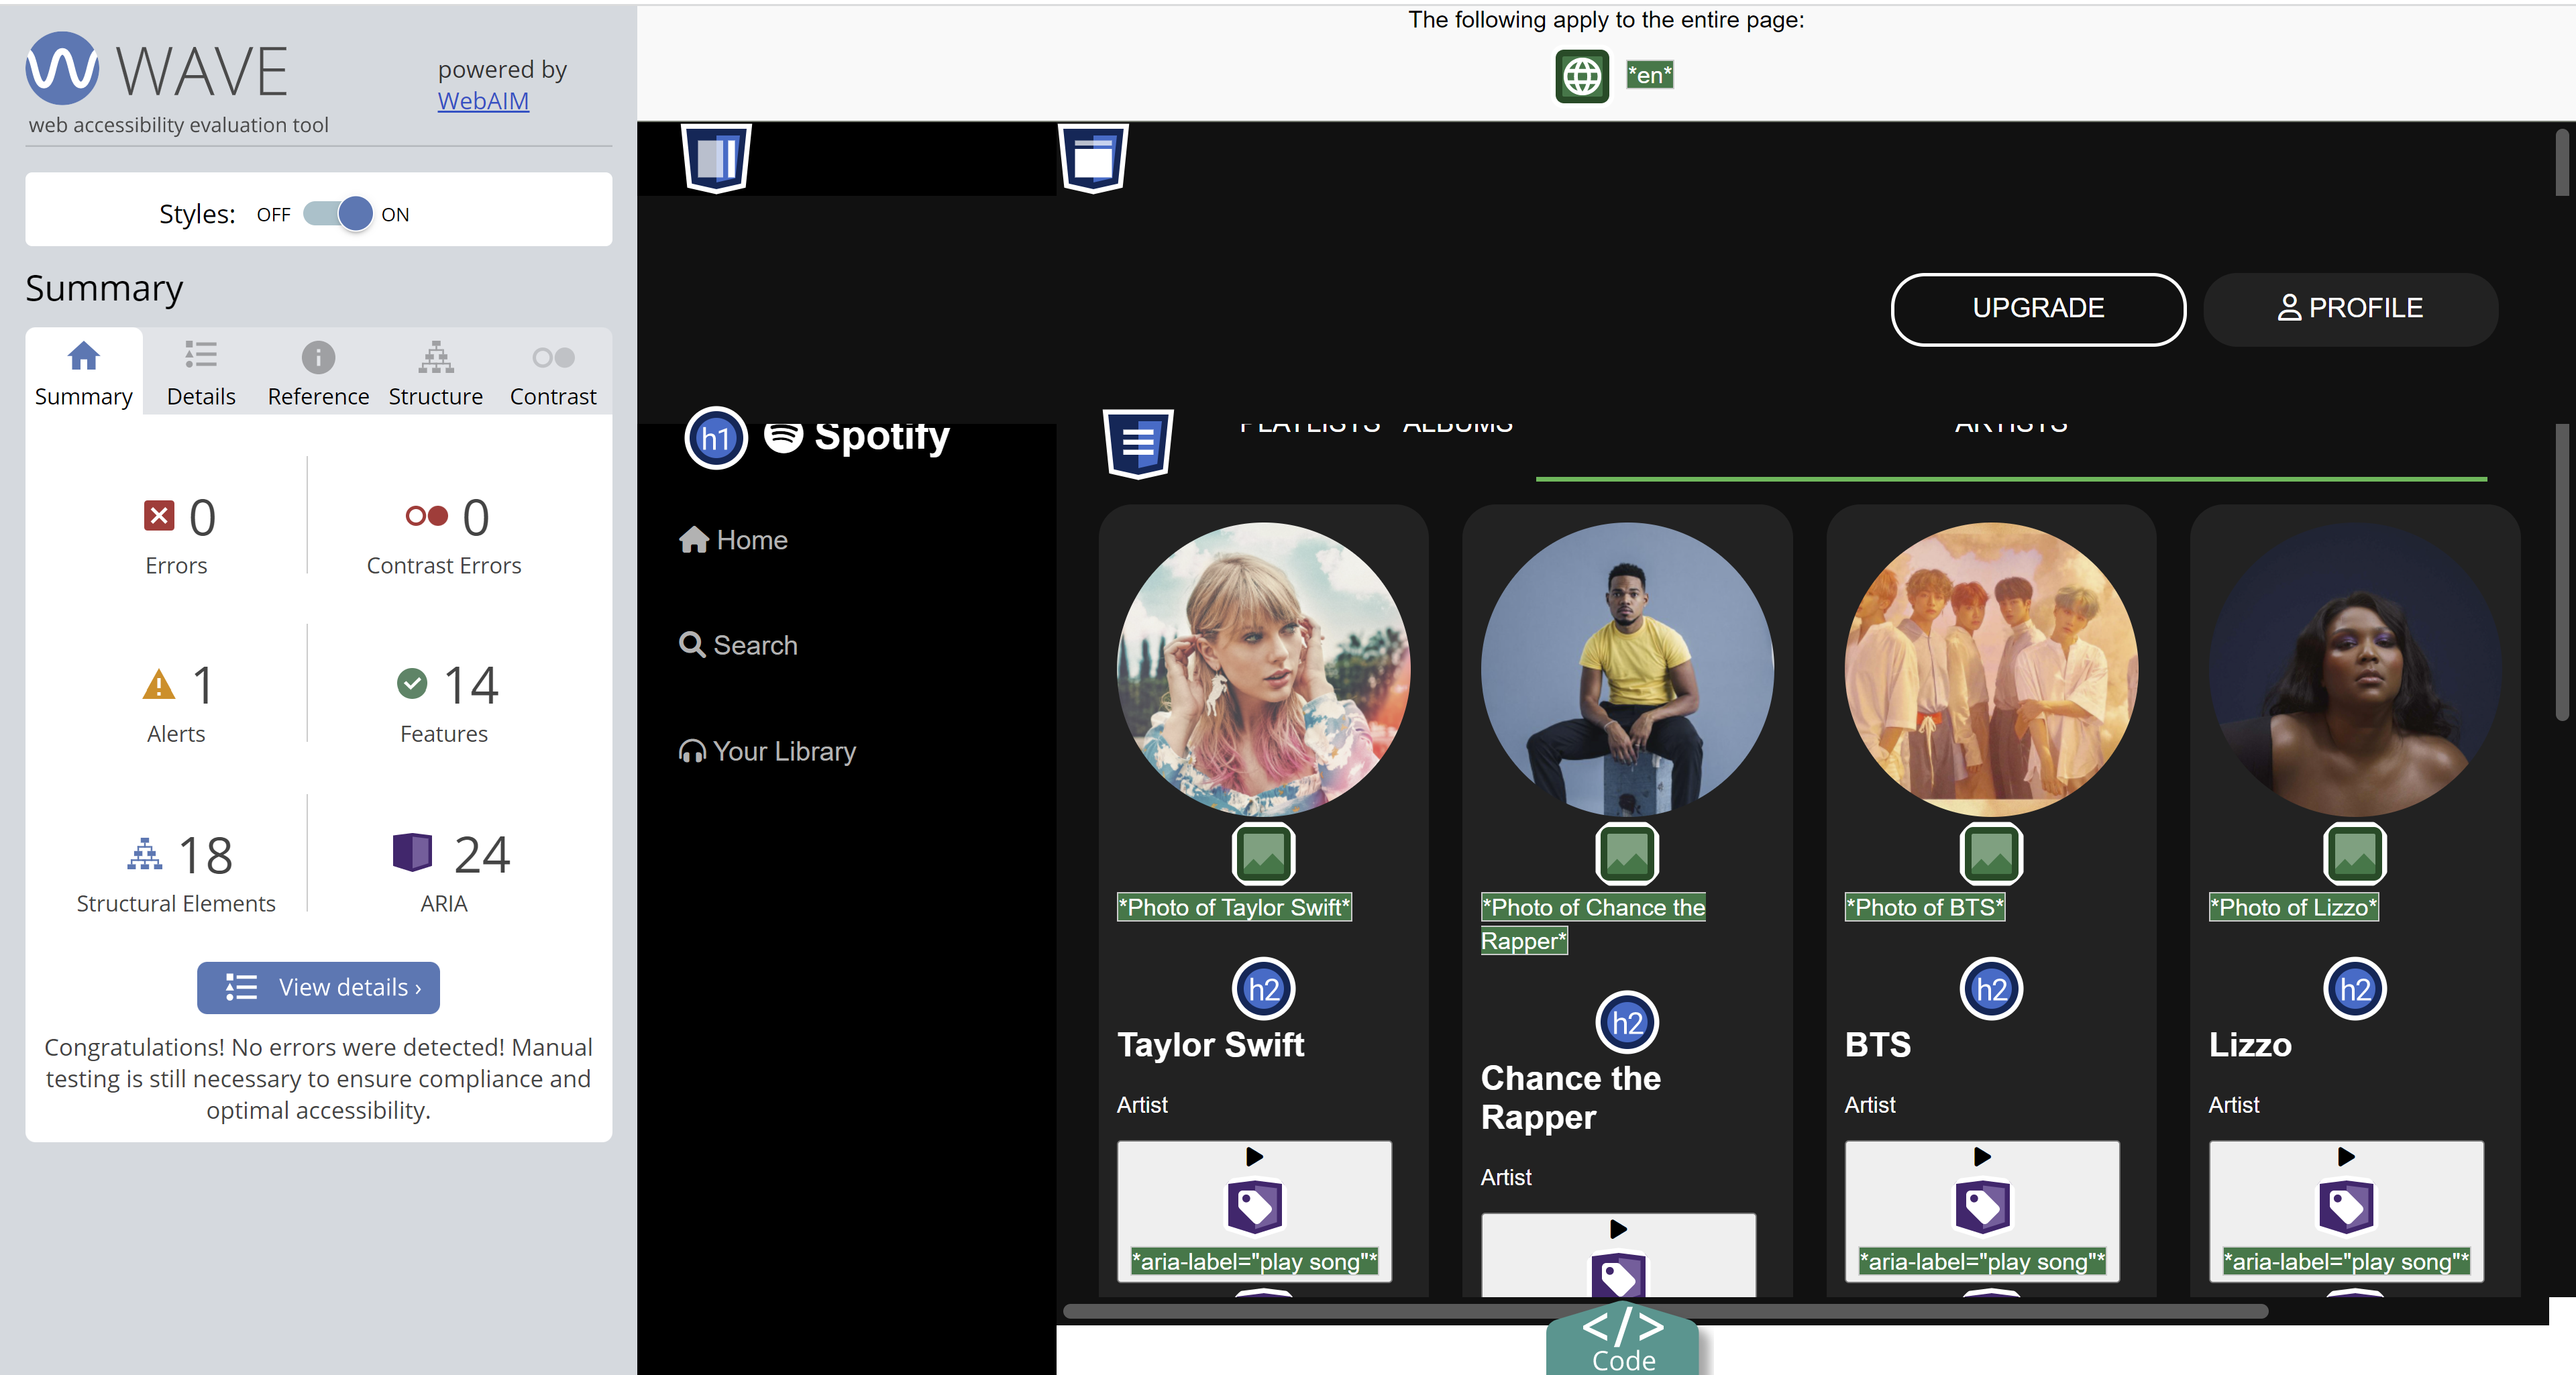 WAVE
powered by
WebAIM
web accessibility evaluation tool
Styles: OFF ON
Summary
Summary Details Reference Structure Contrast
0 0
Errors Contrast Errors
1 14
Alerts Features
18 24
Structural Elements ARIA
View details ›
Congratulations! No errors were detected! Manual
testing is still necessary to ensure compliance and
optimal accessibility.
The following apply to the entire page:
*en*
UPGRADE PROFILE
h1 Spotify
PLAYLISTS ALBUMS ARTISTS
Home
Search
Your Library
*Photo of Taylor Swift*
h2
Taylor Swift
Artist
*aria-label="play song"*
*Photo of Chance the
Rapper*
h2
Chance the
Rapper
Artist
*Photo of BTS*
h2
BTS
Artist
*aria-label="play song"*
*Photo of Lizzo*
h2
Lizzo
Artist
*aria-label="play song"*
</>
Code